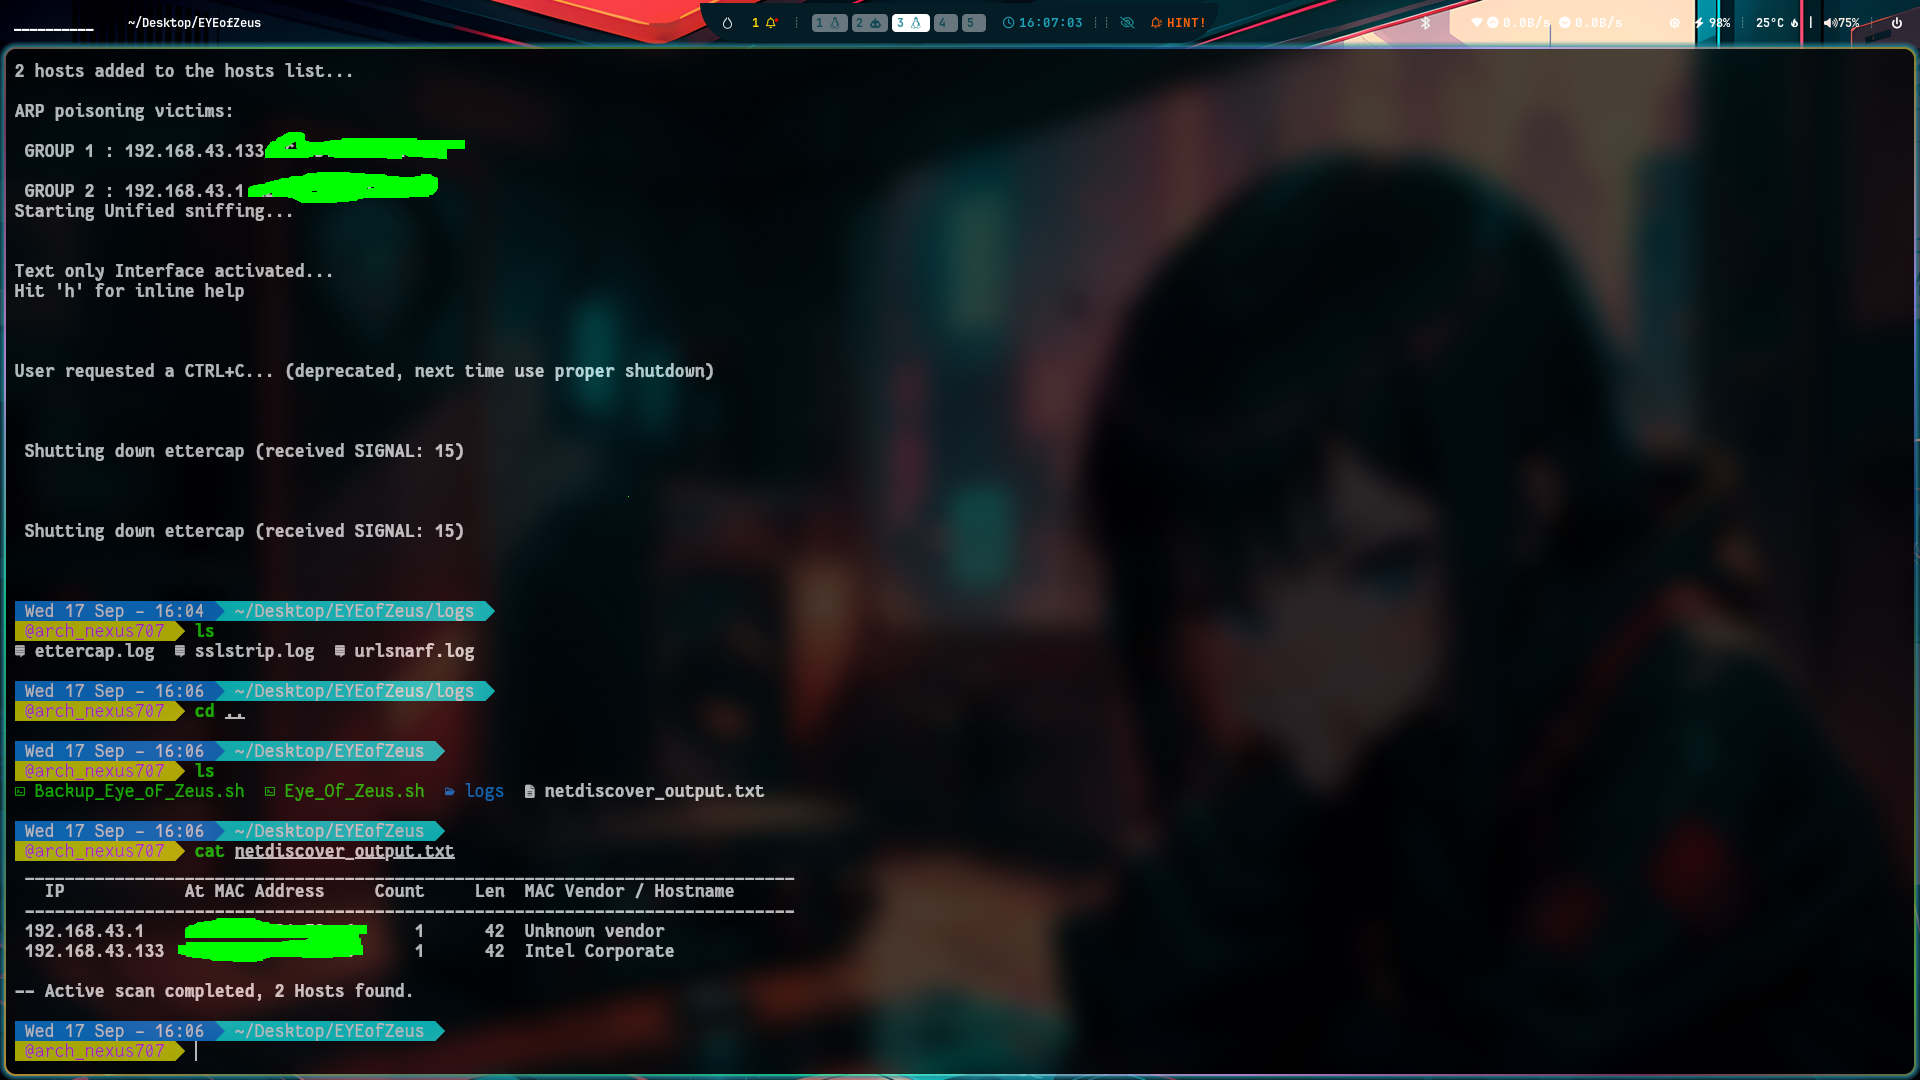 __________ ~/Desktop/EYEofZeus 1 1 2 3 4 5 16:07:03 HINT! 0.0B/s 0.0B/s 98% 25°C | 75%
2 hosts added to the hosts list...
ARP poisoning victims:
GROUP 1 : 192.168.43.133
GROUP 2 : 192.168.43.1
Starting Unified sniffing...
Text only Interface activated...
Hit 'h' for inline help
User requested a CTRL+C... (deprecated, next time use proper shutdown)
Shutting down ettercap (received SIGNAL: 15)
Shutting down ettercap (received SIGNAL: 15)
Wed 17 Sep - 16:04 ~/Desktop/EYEofZeus/logs
@arch_nexus707 ls
ettercap.log sslstrip.log urlsnarf.log
Wed 17 Sep - 16:06 ~/Desktop/EYEofZeus/logs
@arch_nexus707 cd ..
Wed 17 Sep - 16:06 ~/Desktop/EYEofZeus
@arch_nexus707 ls
Backup_Eye_oF_Zeus.sh Eye_Of_Zeus.sh logs netdiscover_output.txt
Wed 17 Sep - 16:06 ~/Desktop/EYEofZeus
@arch_nexus707 cat netdiscover_output.txt
IP At MAC Address Count Len MAC Vendor / Hostname
192.168.43.1 1 42 Unknown vendor
192.168.43.133 1 42 Intel Corporate
-- Active scan completed, 2 Hosts found.
Wed 17 Sep - 16:06 ~/Desktop/EYEofZeus
@arch_nexus707